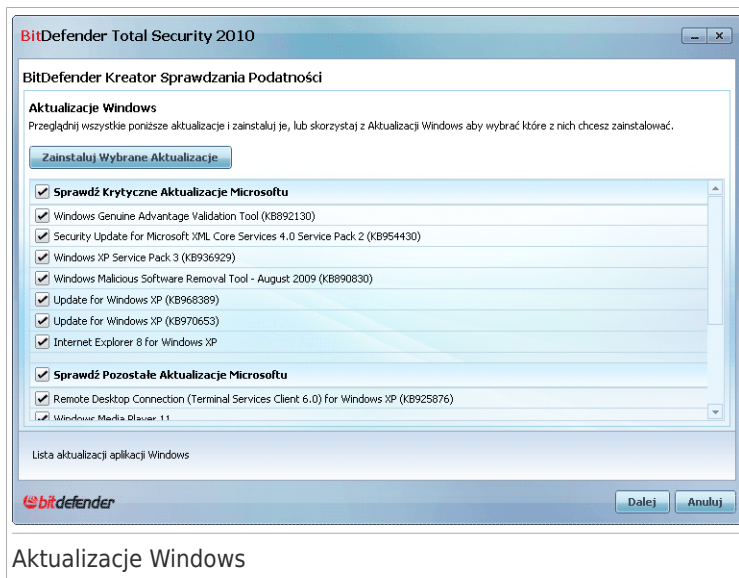 BitDefender Total Security 2010
BitDefender Kreator Sprawdzania Podatności
Aktualizacje Windows
Przeglądnij wszystkie poniższe aktualizacje i zainstaluj je, lub skorzystaj z Aktualizacji Windows aby wybrać które z nich chcesz zainstalować.
Zainstaluj Wybrane Aktualizacje
Sprawdź Krytyczne Aktualizacje Microsoftu
Windows Genuine Advantage Validation Tool (KB892130)
Security Update for Microsoft XML Core Services 4.0 Service Pack 2 (KB954430)
Windows XP Service Pack 3 (KB936929)
Windows Malicious Software Removal Tool - August 2009 (KB890830)
Update for Windows XP (KB968389)
Update for Windows XP (KB970653)
Internet Explorer 8 for Windows XP
Sprawdź Pozostałe Aktualizacje Microsoftu
Remote Desktop Connection (Terminal Services Client 6.0) for Windows XP (KB925876)
Windows Media Player 11
Lista aktualizacji aplikacji Windows
bitdefender
Dalej Anuluj
Aktualizacje Windows